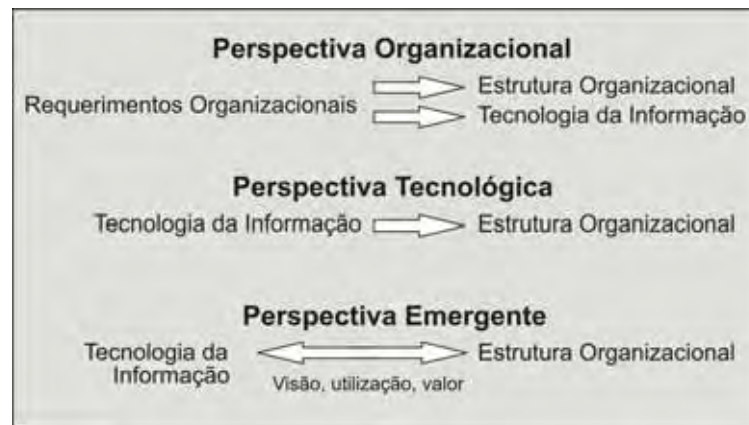 Perspectiva Organizacional
Requerimentos Organizacionais
Estrutura Organizacional
Tecnologia da Informação
Perspectiva Tecnológica
Tecnologia da Informação
Estrutura Organizacional
Perspectiva Emergente
Tecnologia da
Informação
Estrutura Organizacional
Visão, utilização, valor